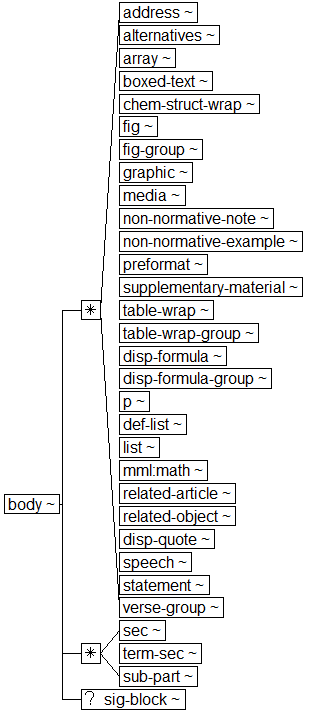 address ~
alternatives ~
array ~
boxed-text ~
chem-struct-wrap ~
fig ~
fig-group ~
graphic ~
media ~
non-normative-note ~
non-normative-example ~
preformat ~
supplementary-material ~
* table-wrap ~
table-wrap-group ~
disp-formula ~
disp-formula-group ~
p ~
def-list ~
list ~
mml:math ~
related-article ~
body ~ related-object ~
disp-quote ~
speech ~
statement ~
verse-group ~
sec ~
* term-sec ~
sub-part ~
? sig-block ~